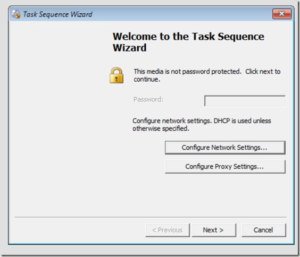 Task Sequence Wizard
Welcome to the Task Sequence
Wizard
This media is not password protected. Click next to
continue.
Password:
Configure network settings. DHCP is used unless
otherwise specified.
Configure Network Settings...
Configure Proxy Settings...
< Previous
Next >
Cancel